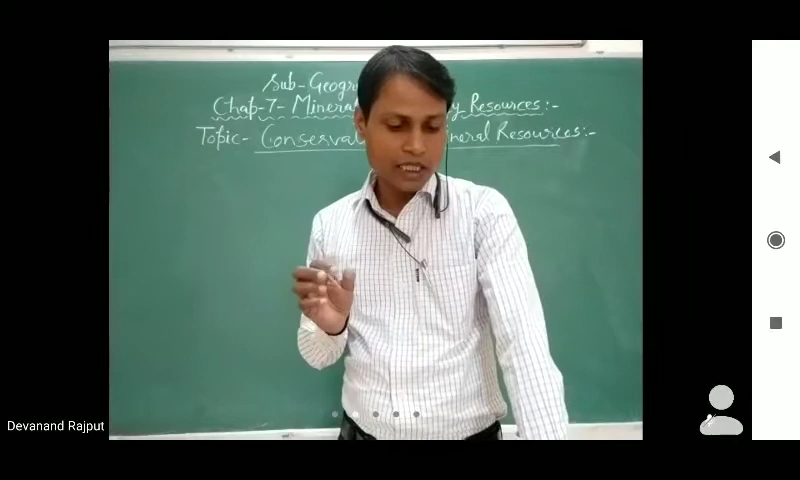 Sub- Geogr
Chap-7- Minera y Resources:-
Topic- Conservat neral Resources:-
Devanand Rajput